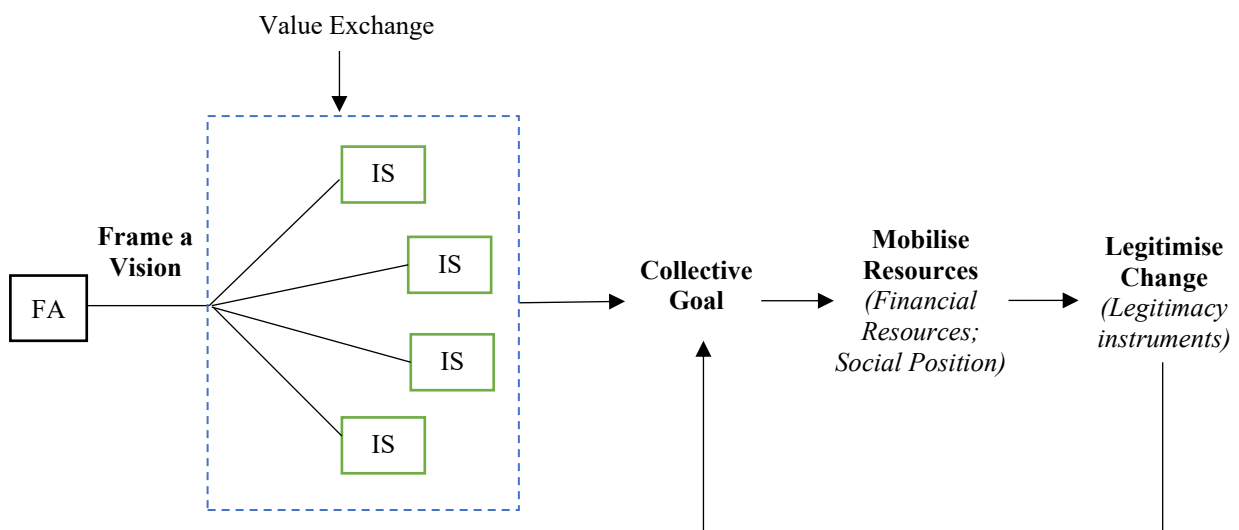 Value Exchange
FA
Frame a
Vision
IS
IS
IS
IS
Collective
Goal
Mobilise
Resources
(Financial
Resources;
Social Position)
Legitimise
Change
(Legitimacy
instruments)